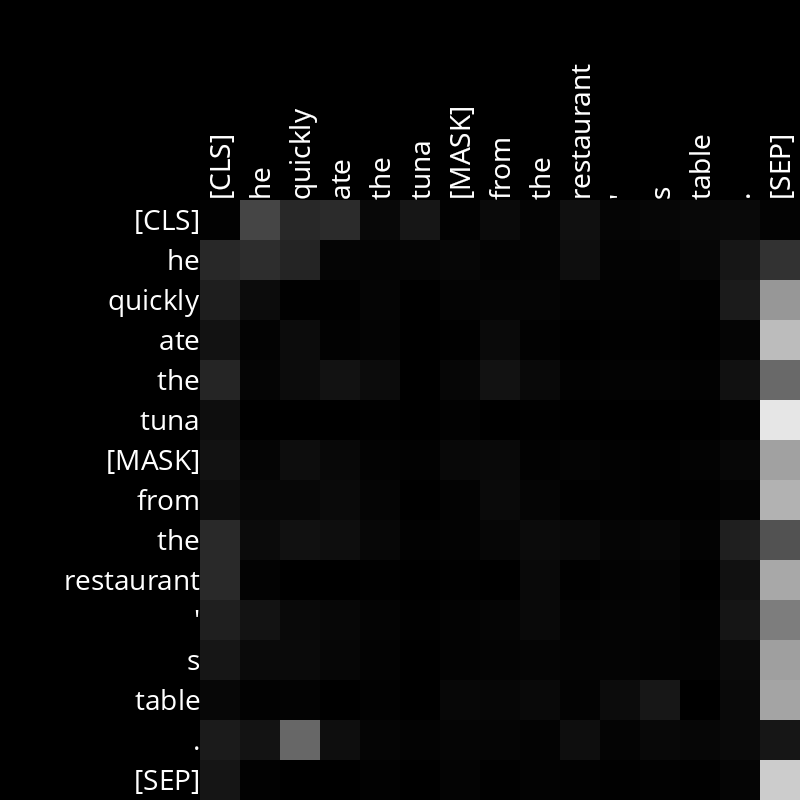 [CLS] he quickly ate the tuna [MASK] from the restaurant ' s table . [SEP]
[CLS]
he
quickly
ate
the
tuna
[MASK]
from
the
restaurant
'
s
table
.
[SEP]